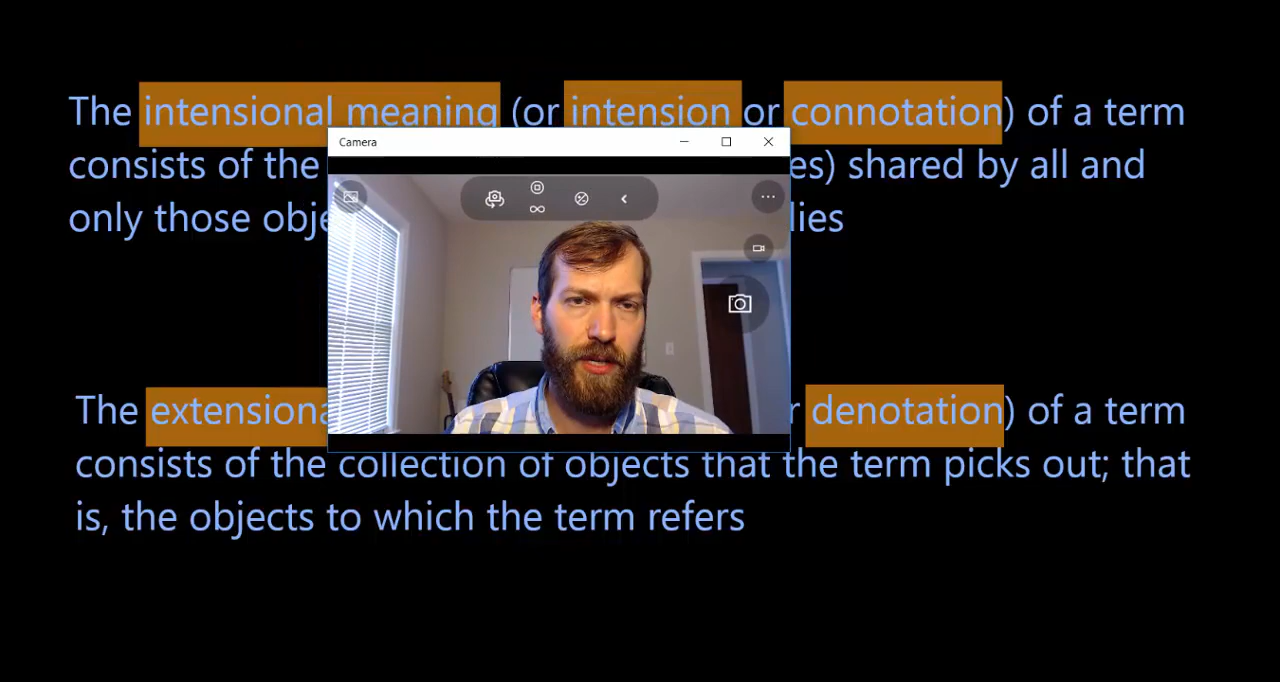 The intensional meaning (or intension or connotation) of a term
Camera
consists of the es) shared by all and
only those obje lies
The extensiona r denotation) of a term
consists of the collection of objects that the term picks out; that
is, the objects to which the term refers